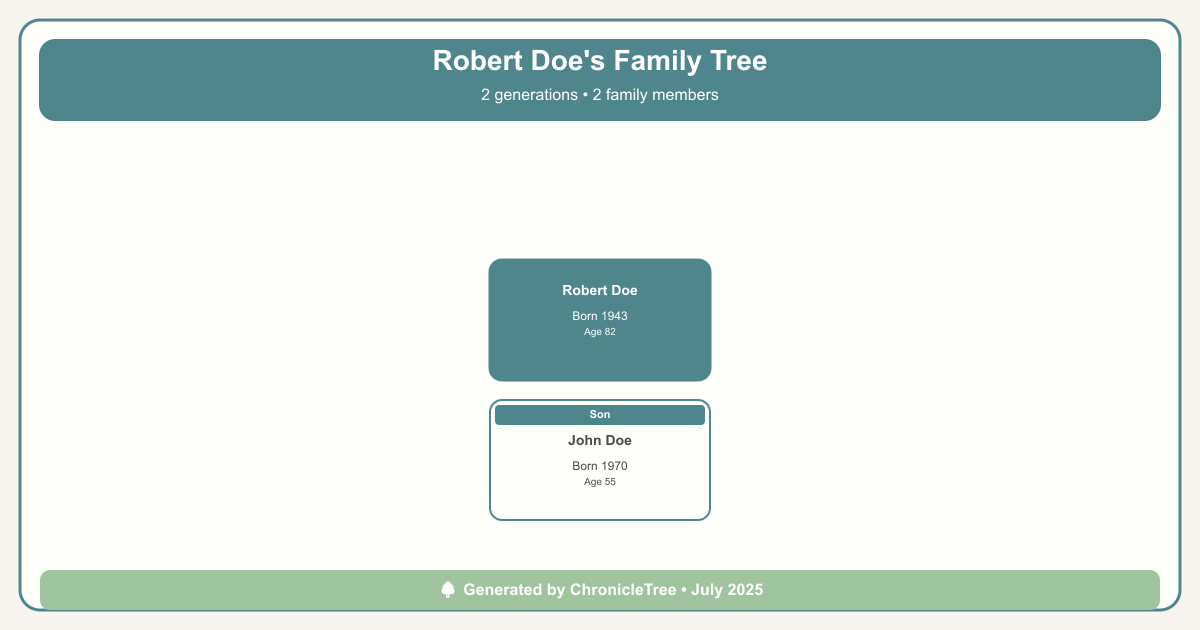 Robert Doe's Family Tree
2 generations • 2 family members
Robert Doe
Born 1943
Age 82
Son
John Doe
Born 1970
Age 55
Generated by ChronicleTree • July 2025